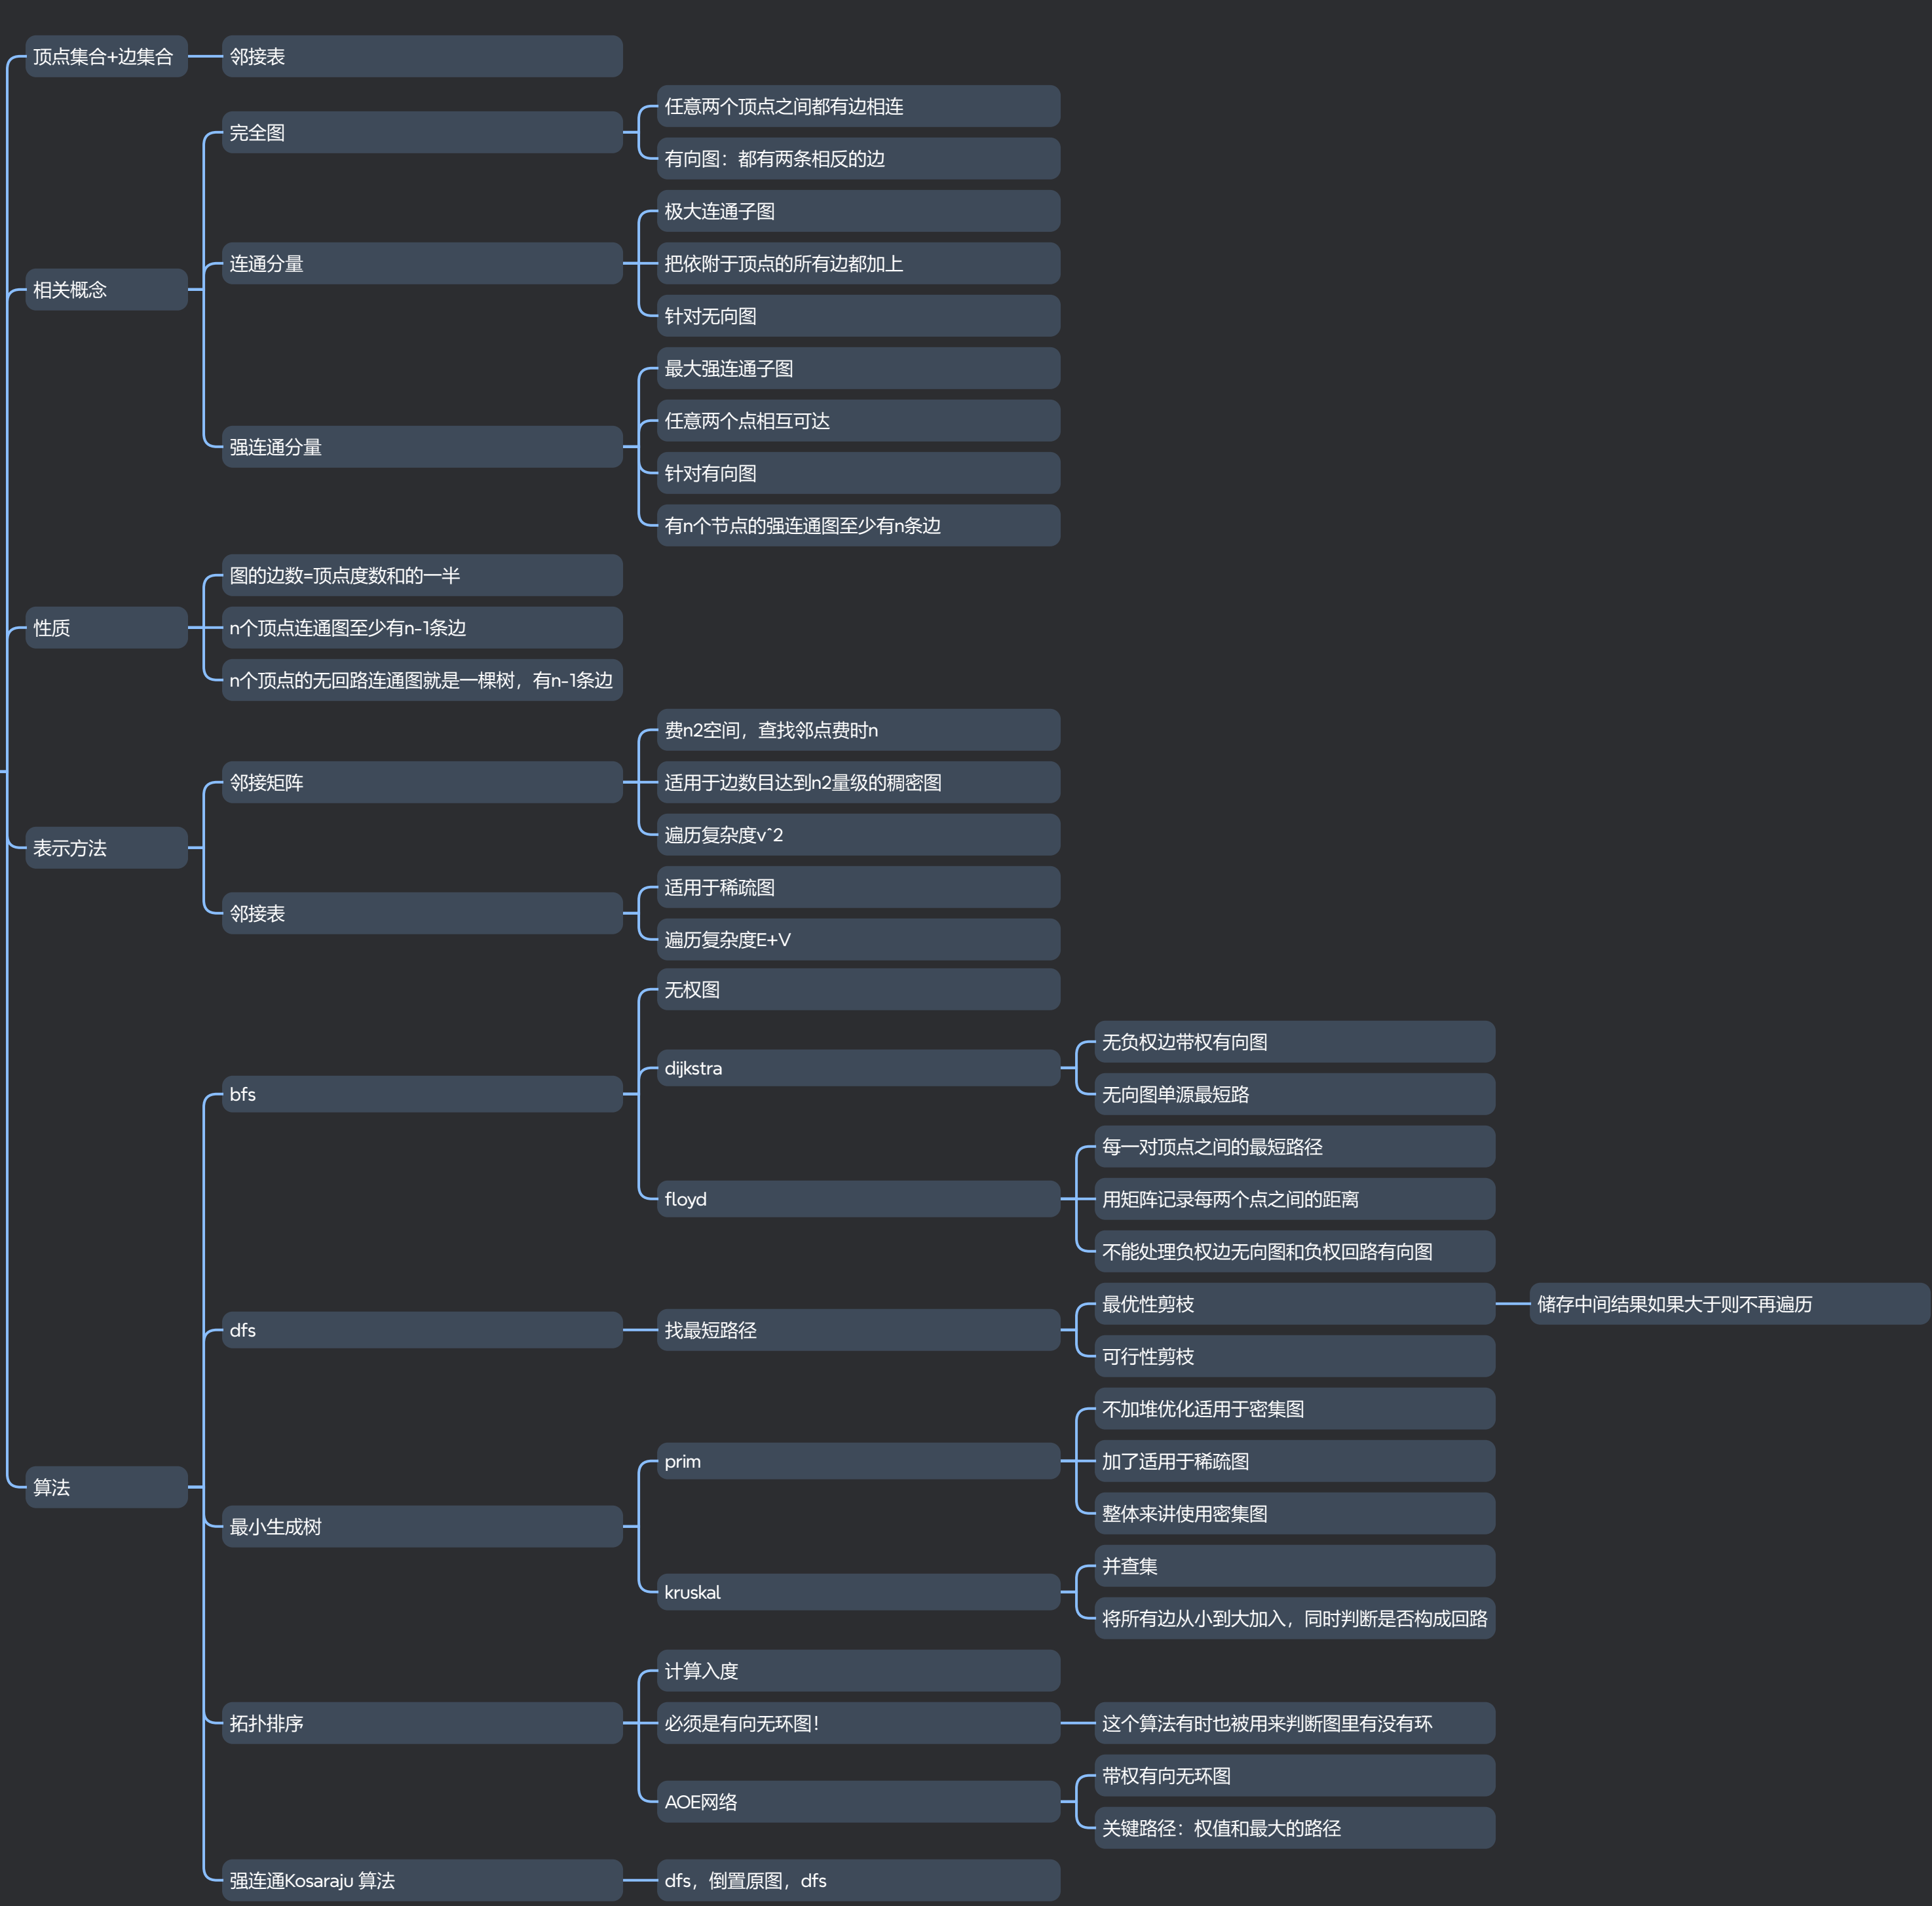 顶点集合+边集合
邻接表
相关概念
完全图
任意两个顶点之间都有边相连
有向图：都有两条相反的边
连通分量
极大连通子图
把依附于顶点的所有边都加上
针对无向图
强连通分量
最大强连通子图
任意两个点相互可达
针对有向图
有n个节点的强连通图至少有n条边
性质
图的边数=顶点度数和的一半
n个顶点连通图至少有n-1条边
n个顶点的无回路连通图就是一棵树，有n-1条边
表示方法
邻接矩阵
费n2空间，查找邻点费时n
适用于边数目达到n2量级的稠密图
遍历复杂度v^2
邻接表
适用于稀疏图
遍历复杂度E+V
算法
bfs
无权图
dijkstra
无负权边带权有向图
无向图单源最短路
floyd
每一对顶点之间的最短路径
用矩阵记录每两个点之间的距离
不能处理负权边无向图和负权回路有向图
dfs
找最短路径
最优性剪枝
储存中间结果如果大于则不再遍历
可行性剪枝
最小生成树
prim
不加堆优化适用于密集图
加了适用于稀疏图
整体来讲使用密集图
kruskal
并查集
将所有边从小到大加入，同时判断是否构成回路
拓扑排序
计算入度
必须是有向无环图！
这个算法有时也被用来判断图里有没有环
AOE网络
带权有向无环图
关键路径：权值和最大的路径
强连通Kosaraju 算法
dfs，倒置原图，dfs